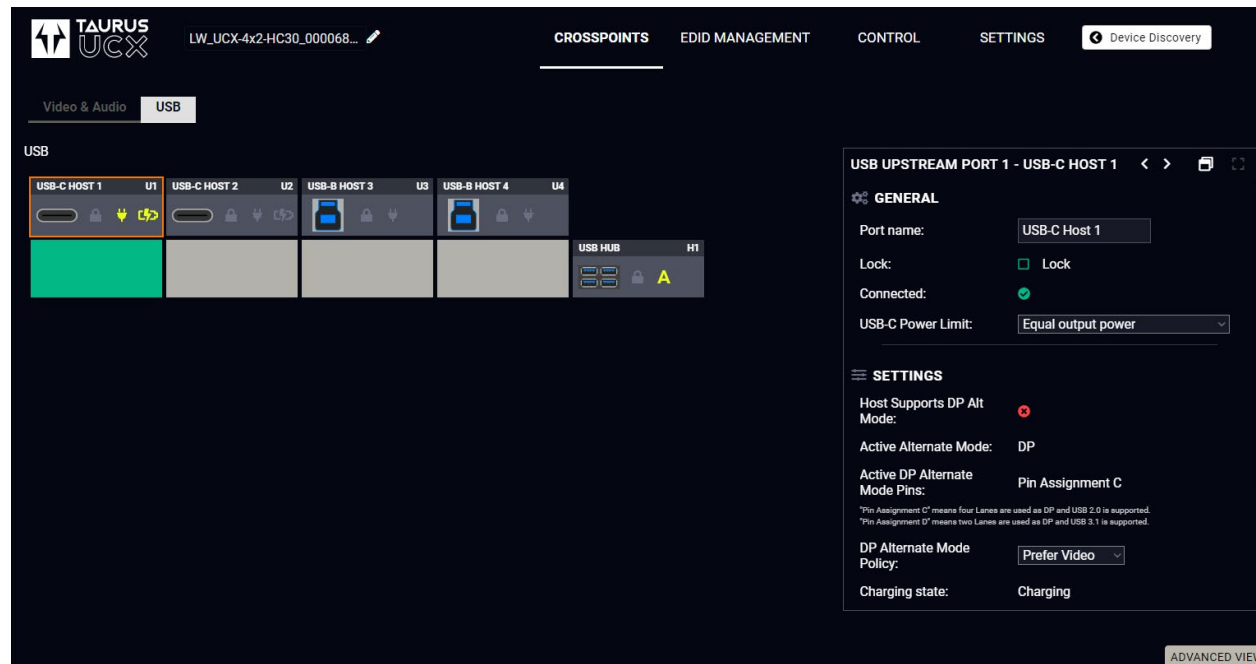 TAURUS
UCX
LW_UCX-4x2-HC30_000068...
CROSSPOINTS
EDID MANAGEMENT
CONTROL
SETTINGS
Device Discovery
Video & Audio
USB
USB
USB-C HOST 1 U1
USB-C HOST 2 U2
USB-B HOST 3 U3
USB-B HOST 4 U4
USB HUB H1
A
USB UPSTREAM PORT 1 - USB-C HOST 1
GENERAL
Port name: USB-C Host 1
Lock: Lock
Connected:
USB-C Power Limit: Equal output power
SETTINGS
Host Supports DP Alt
Mode:
Active Alternate Mode: DP
Active DP Alternate
Mode Pins: Pin Assignment C
"Pin Assignment C" means four Lanes are used as DP and USB 2.0 is supported.
"Pin Assignment D" means two Lanes are used as DP and USB 3.1 is supported.
DP Alternate Mode
Policy: Prefer Video
Charging state: Charging
ADVANCED VIE